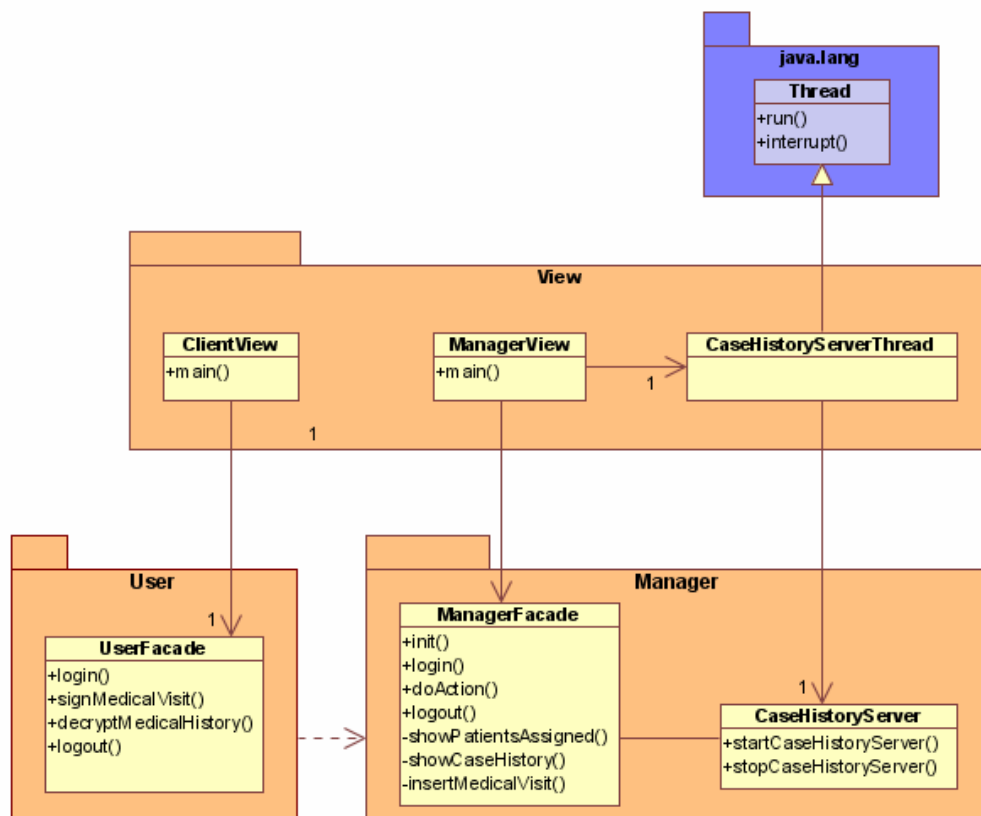 java.lang
Thread
+run()
+interrupt()
View
ClientView
+main()
ManagerView
+main()
1
CaseHistoryServerThread
1
User
1
UserFacade
+login()
+signMedicalVisit()
+decryptMedicalHistory()
+logout()
Manager
ManagerFacade
+init()
+login()
+doAction()
+logout()
-showPatientsAssigned()
-showCaseHistory()
-insertMedicalVisit()
1
CaseHistoryServer
+startCaseHistoryServer()
+stopCaseHistoryServer()